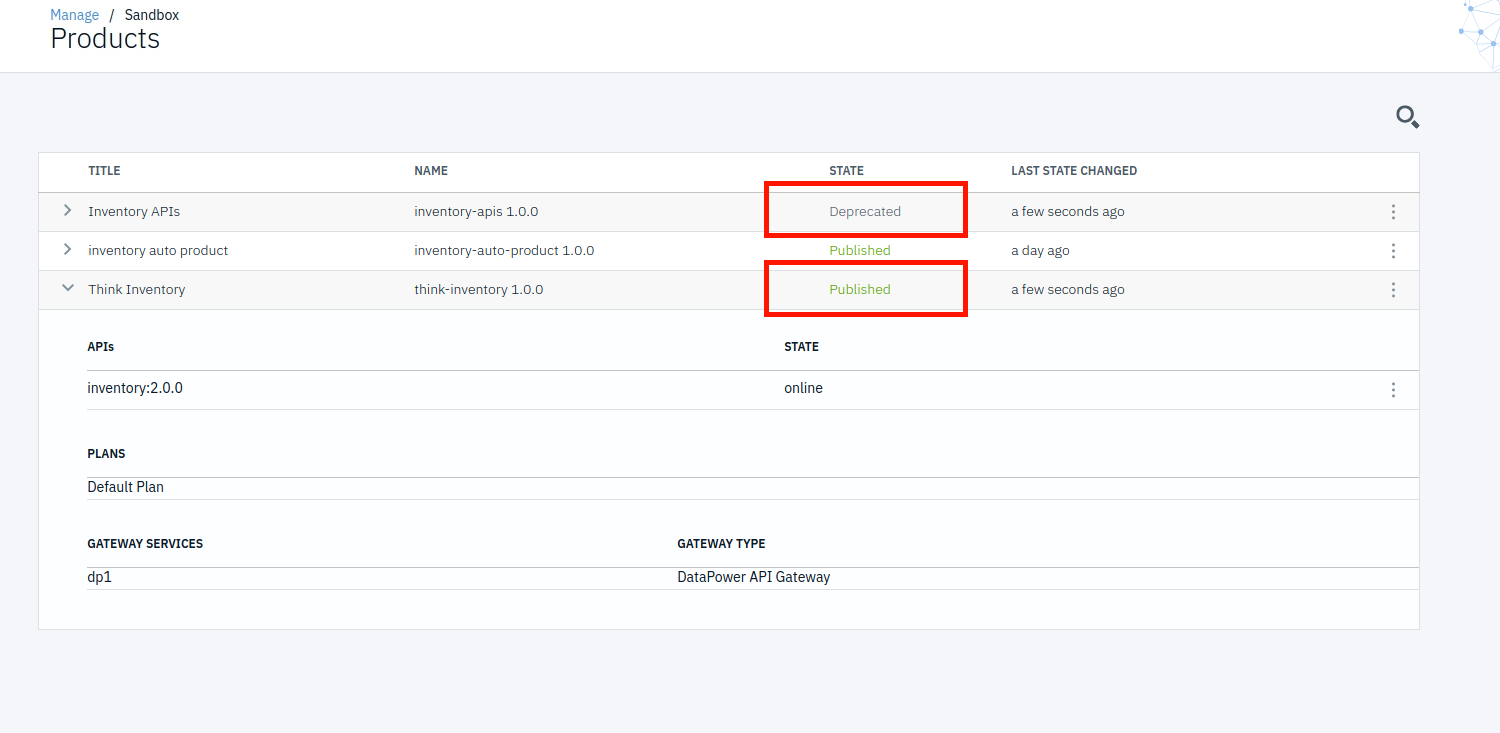 Manage / Sandbox
Products
TITLE NAME STATE LAST STATE CHANGED
Inventory APIs inventory-apis 1.0.0 Deprecated a few seconds ago
inventory auto product inventory-auto-product 1.0.0 Published a day ago
Think Inventory think-inventory 1.0.0 Published a few seconds ago
APIs STATE
inventory:2.0.0 online
PLANS
Default Plan
GATEWAY SERVICES GATEWAY TYPE
dp1 DataPower API Gateway